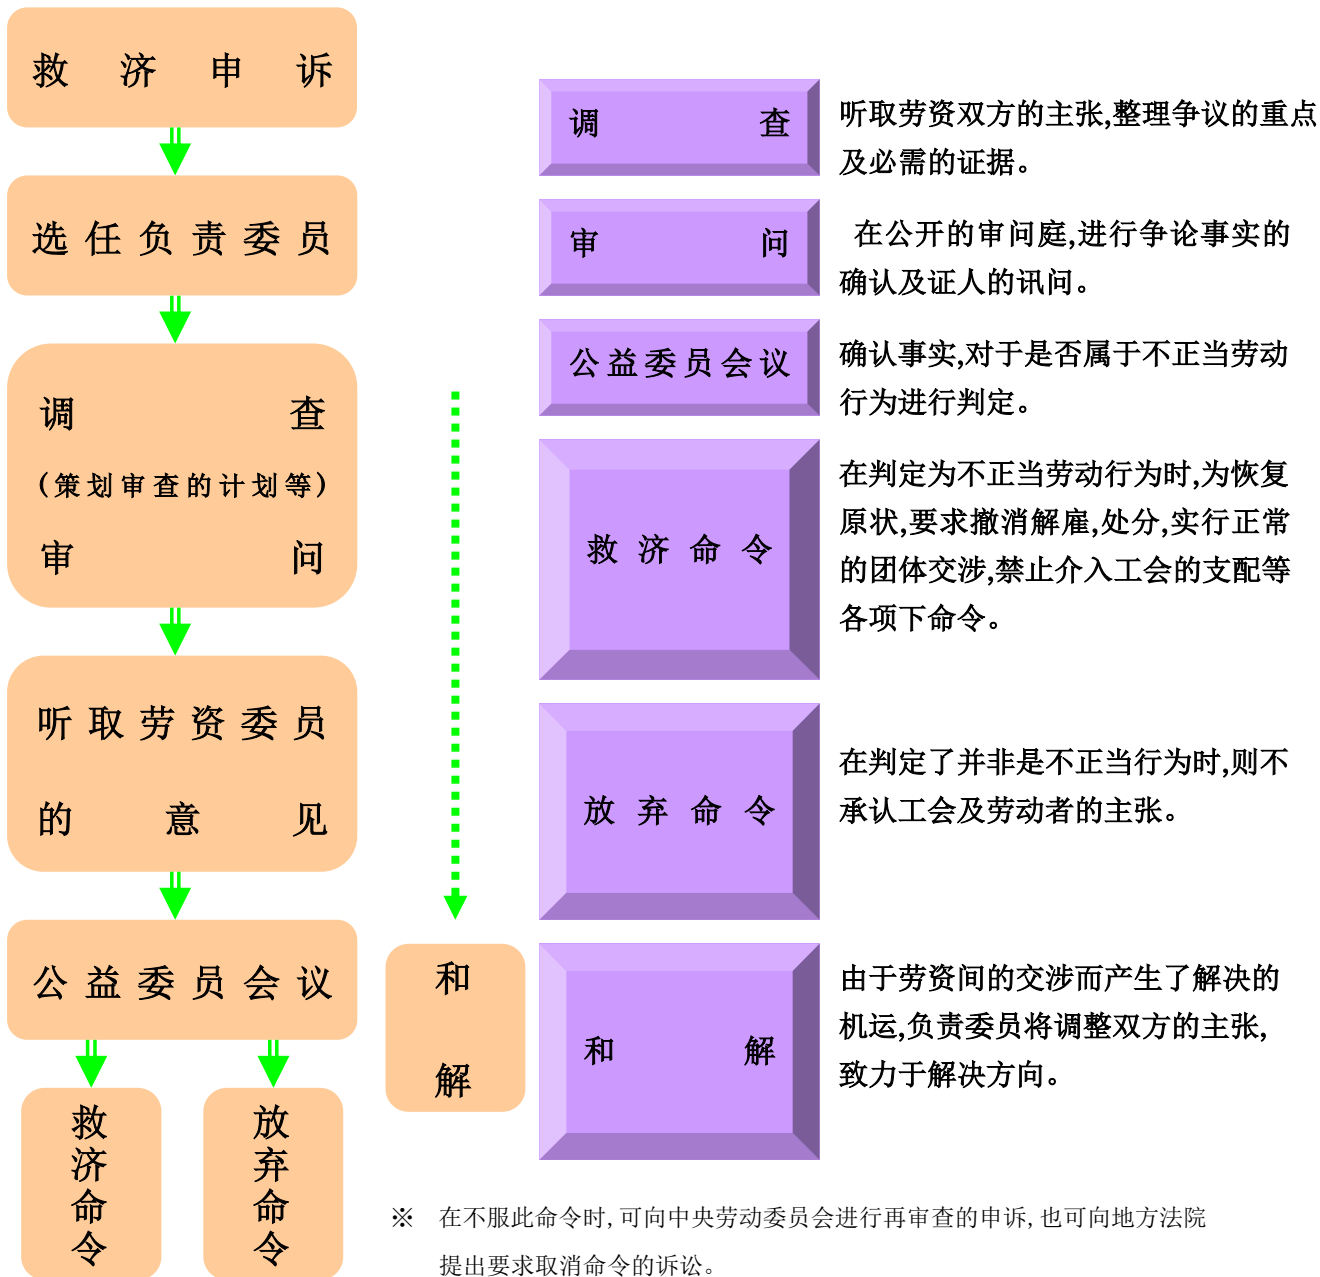 救济申诉
选任负责委员
调查
(策划审查的计划等)
审问
听取劳资委员
的意见
公益委员会议
救济命令
放弃命令
和解
调查
听取劳资双方的主张,整理争议的重点
及必需的证据。
审问
在公开的审问庭,进行争论事实的
确认及证人的讯问。
公益委员会议
确认事实,对于是否属于不正当劳动
行为进行判定。
救济命令
在判定为不正当劳动行为时,为恢复
原状,要求撤消解雇,处分,实行正常
的团体交涉,禁止介入工会的支配等
各项下命令。
放弃命令
在判定了并非是不正当行为时,则不
承认工会及劳动者的主张。
和解
由于劳资间的交涉而产生了解决的
机运,负责委员将调整双方的主张,
致力于解决方向。
※ 在不服此命令时,可向中央劳动委员会进行再审查的申诉,也可向地方法院
提出要求取消命令的诉讼。